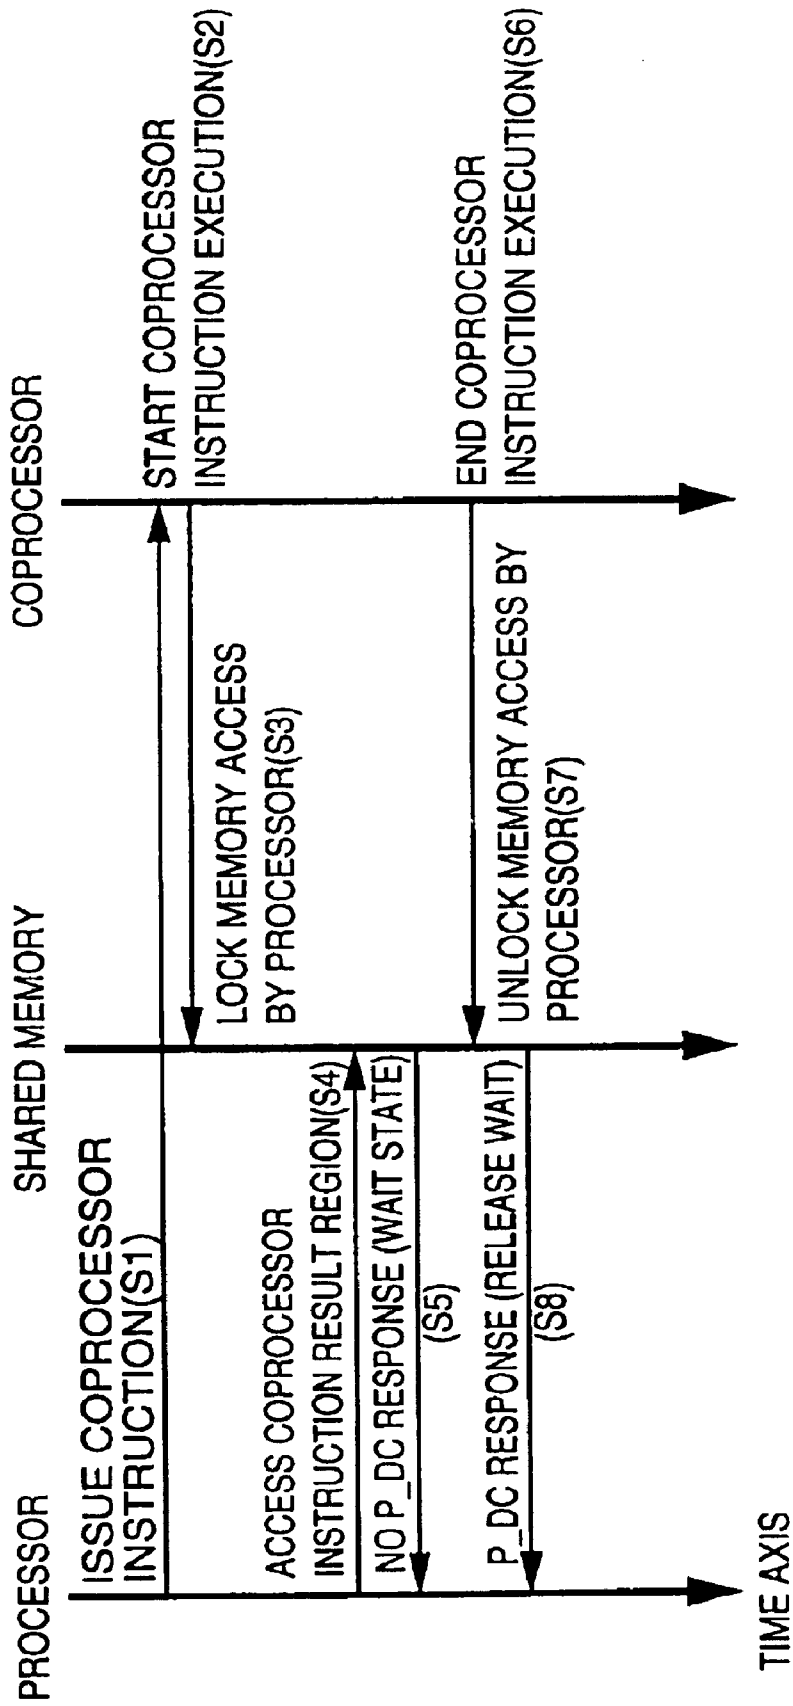 PROCESSOR
SHARED MEMORY
COPROCESSOR
ISSUE COPROCESSOR
INSTRUCTION(S1)
START COPROCESSOR
INSTRUCTION EXECUTION(S2)
LOCK MEMORY ACCESS
BY PROCESSOR(S3)
ACCESS COPROCESSOR
INSTRUCTION RESULT REGION(S4)
NO P_DC RESPONSE (WAIT STATE)
(S5)
END COPROCESSOR
INSTRUCTION EXECUTION(S6)
UNLOCK MEMORY ACCESS BY
PROCESSOR(S7)
P_DC RESPONSE (RELEASE WAIT)
(S8)
TIME AXIS